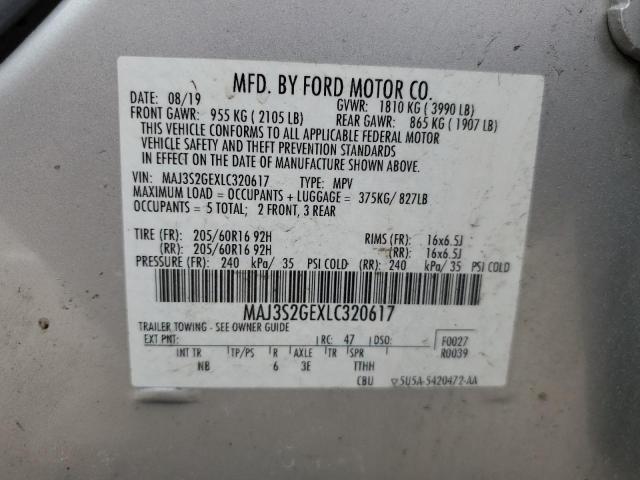 MFD. BY FORD MOTOR CO.
DATE: 08/19 GVWR: 1810 KG ( 3990 LB)
FRONT GAWR: 955 KG ( 2105 LB) REAR GAWR: 865 KG ( 1907 LB)
THIS VEHICLE CONFORMS TO ALL APPLICABLE FEDERAL MOTOR
VEHICLE SAFETY AND THEFT PREVENTION STANDARDS
IN EFFECT ON THE DATE OF MANUFACTURE SHOWN ABOVE.
VIN: MAJ3S2GEXLC320617 TYPE: MPV
MAXIMUM LOAD = OCCUPANTS + LUGGAGE = 375KG/ 827LB
OCCUPANTS = 5 TOTAL; 2 FRONT, 3 REAR
TIRE (FR): 205/60R16 92H RIMS (FR): 16x6.5J
(RR): 205/60R16 92H (RR): 16x6.5J
PRESSURE (FR): 240 kPa/ 35 PSI COLD (RR): 240 kPa/ 35 PSI COLD
MAJ3S2GEXLC320617
TRAILER TOWING - SEE OWNER GUIDE
EXT PNT: RC: 47 DSO: F0027
R0039
INT TR TP/PS R AXLE TR SPR
NB 6 3E TTHH
CBU 5U5A-5420472-AA